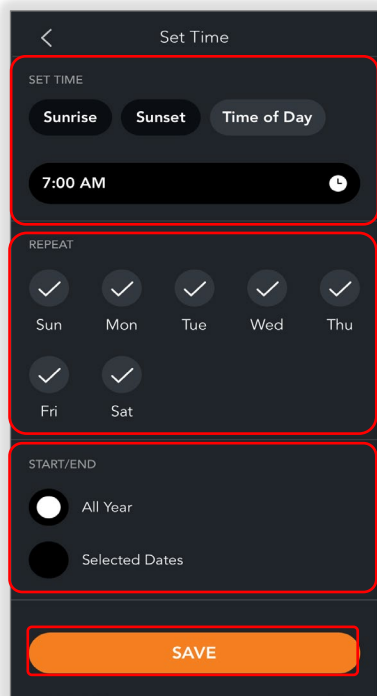 Set Time
SET TIME
Sunrise Sunset Time of Day
7:00 AM
REPEAT
Sun Mon Tue Wed Thu
Fri Sat
START/END
All Year
Selected Dates
SAVE